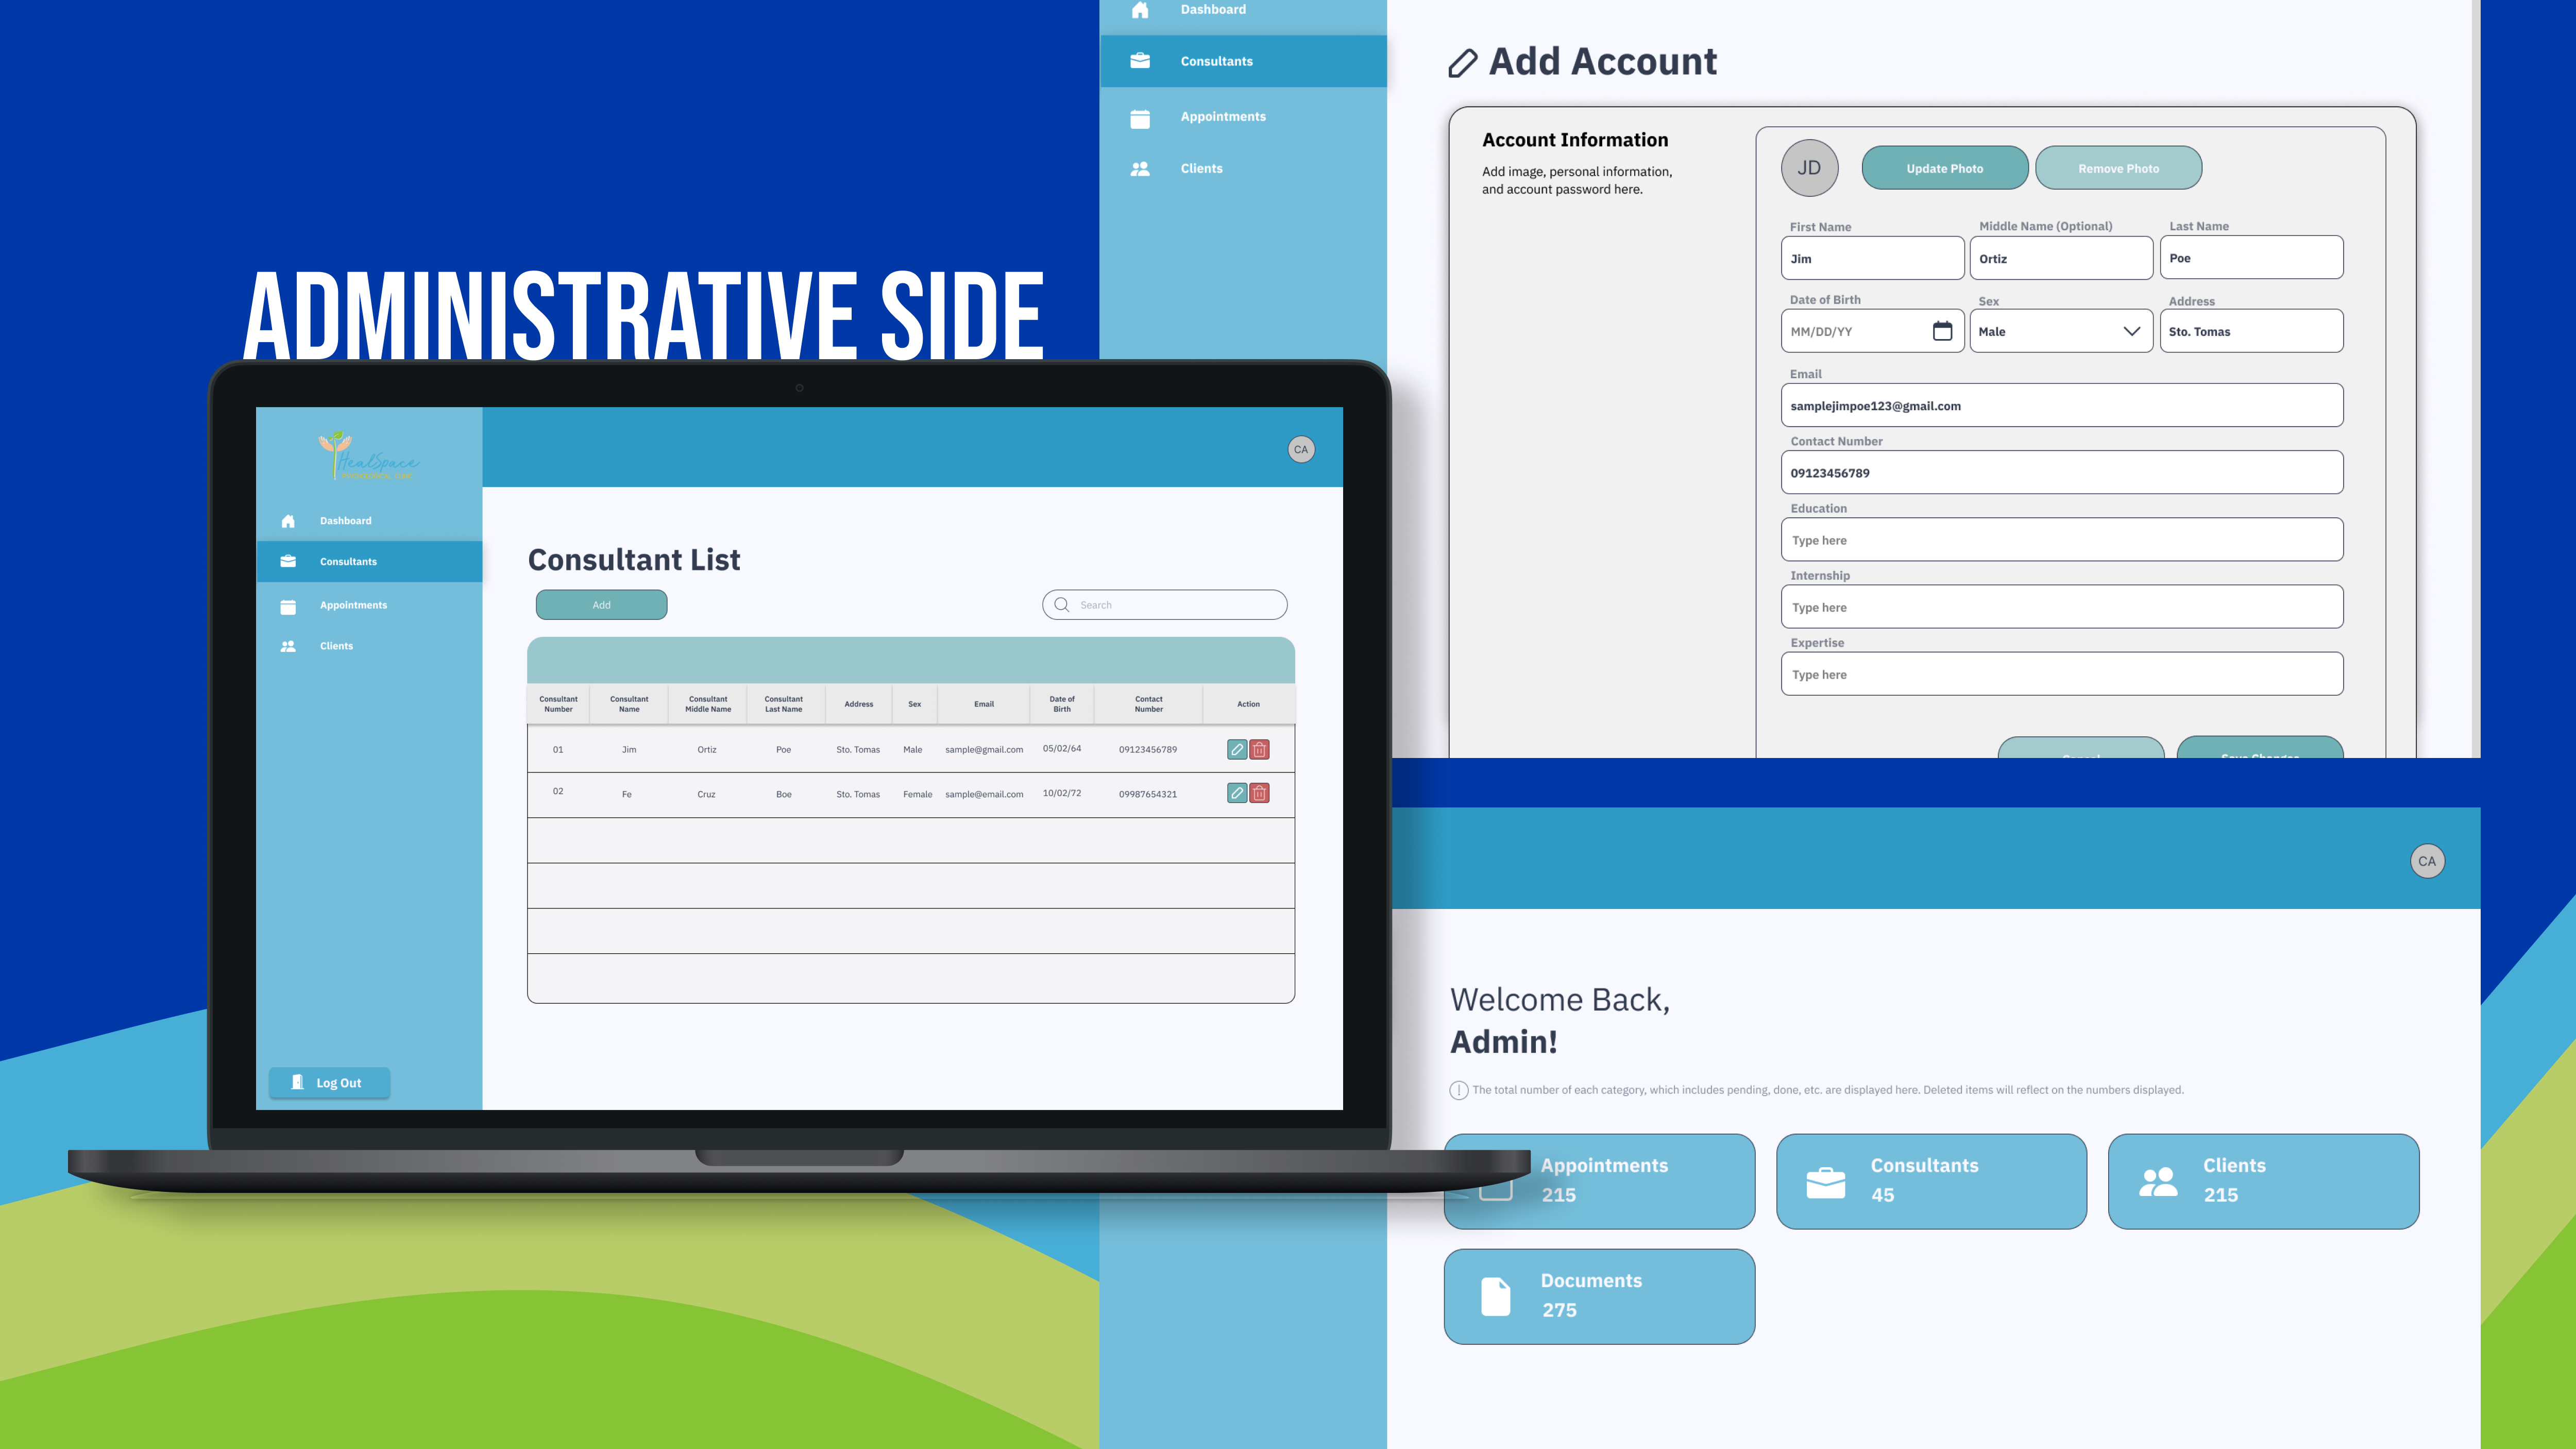 ADMINISTRATIVE SIDE
HealSpace
Dashboard
Consultants
Appointments
Clients
Log Out
CA
Consultant List
Add
Search
Consultant Number
Consultant Name
Consultant Middle Name
Consultant Last Name
Address
Sex
Email
Date of Birth
Contact Number
Action
01 Jim Ortiz Poe Sto. Tomas Male sample@gmail.com 05/02/64 09123456789
02 Fe Cruz Boe Sto. Tomas Female sample@email.com 10/02/72 09987654321
Dashboard
Consultants
Appointments
Clients
Add Account
Account Information
Add image, personal information,
and account password here.
JD
Update Photo
Remove Photo
First Name
Middle Name (Optional)
Last Name
Jim
Ortiz
Poe
Date of Birth
Sex
Address
MM/DD/YY
Male
Sto. Tomas
Email
samplejimpoe123@gmail.com
Contact Number
09123456789
Education
Type here
Internship
Type here
Expertise
Type here
Save Changes
CA
Welcome Back,
Admin!
The total number of each category, which includes pending, done, etc. are displayed here. Deleted items will reflect on the numbers displayed.
Appointments
215
Consultants
45
Clients
215
Documents
275